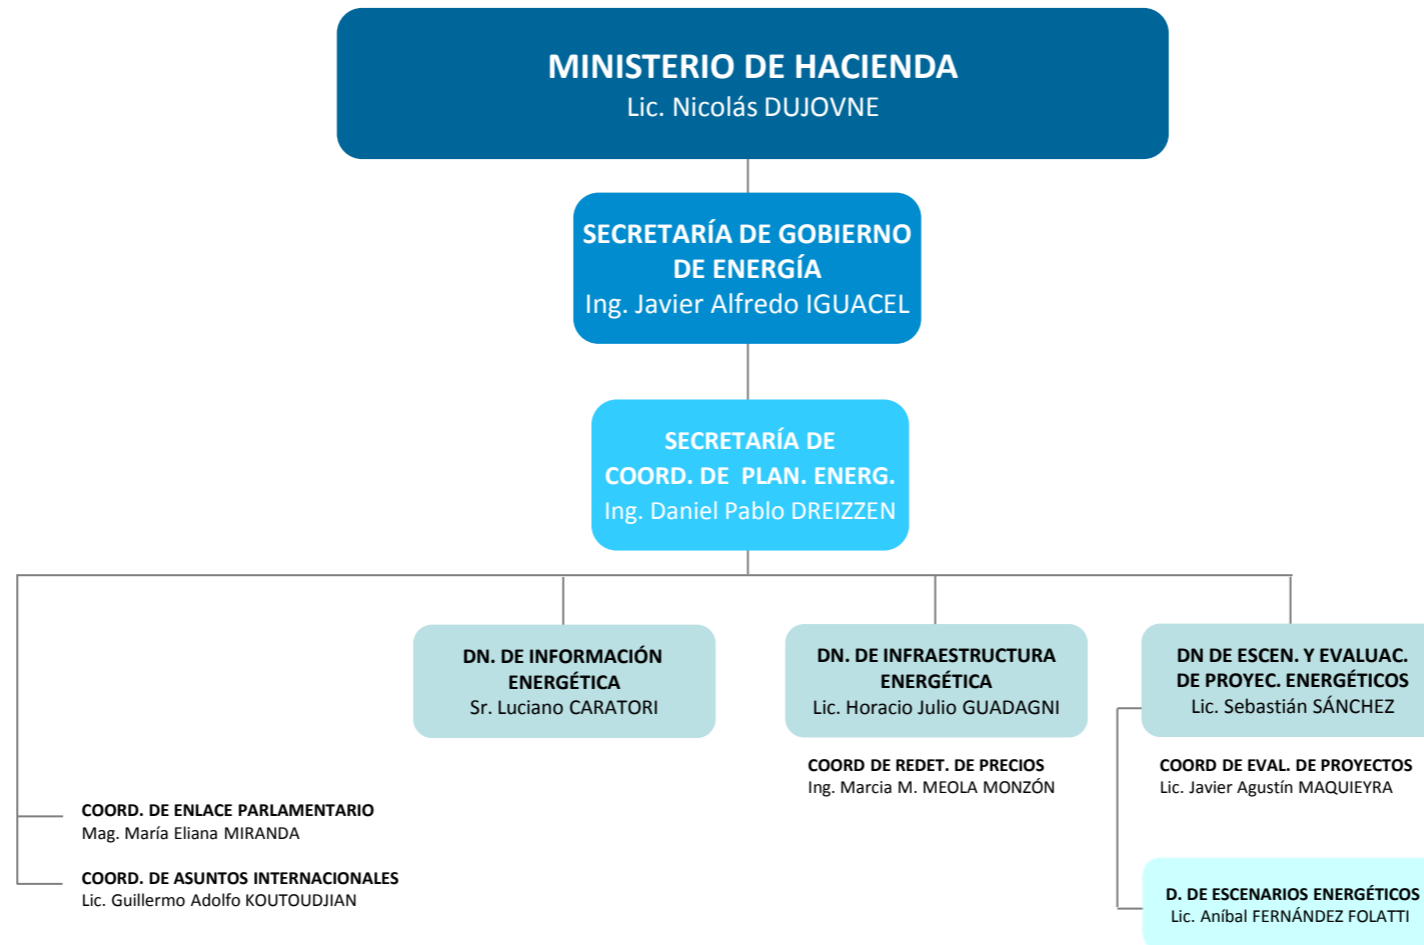 MINISTERIO DE HACIENDA
Lic. Nicolás DUJOVNE
SECRETARÍA DE GOBIERNO
DE ENERGÍA
Ing. Javier Alfredo IGUACEL
SECRETARÍA DE
COORD. DE PLAN. ENERG.
Ing. Daniel Pablo DREIZZEN
DN. DE INFORMACIÓN
ENERGÉTICA
Sr. Luciano CARATORI
DN. DE INFRAESTRUCTURA
ENERGÉTICA
Lic. Horacio Julio GUADAGNI
DN DE ESCEN. Y EVALUAC.
DE PROYEC. ENERGÉTICOS
Lic. Sebastián SÁNCHEZ
COORD DE REDET. DE PRECIOS
Ing. Marcia M. MEOLA MONZÓN
COORD DE EVAL. DE PROYECTOS
Lic. Javier Agustín MAQUIEYRA
COORD. DE ENLACE PARLAMENTARIO
Mag. María Eliana MIRANDA
COORD. DE ASUNTOS INTERNACIONALES
Lic. Guillermo Adolfo KOUTOUDJIAN
D. DE ESCENARIOS ENERGÉTICOS
Lic. Aníbal FERNÁNDEZ FOLATTI